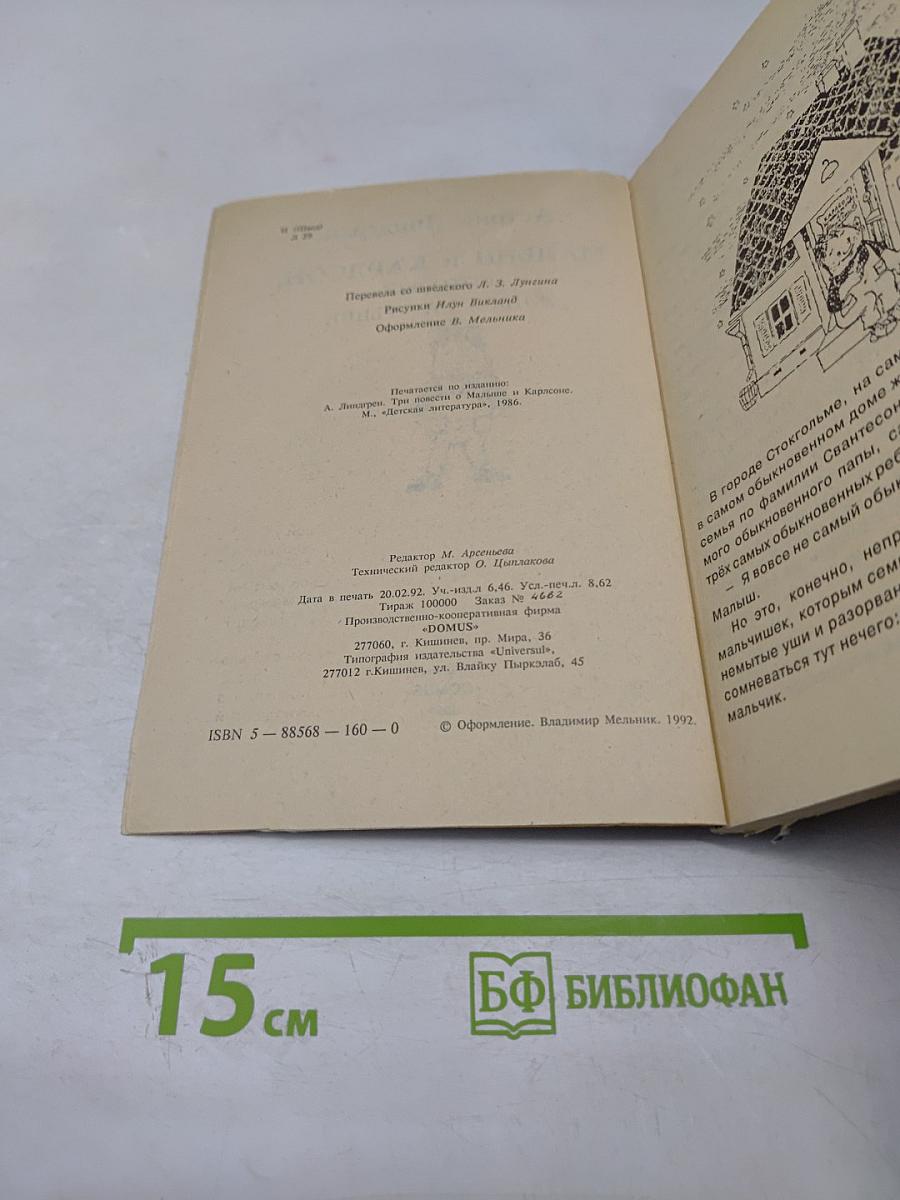 И (Швед)
Л 59
Перевела со шведского Л. З. Лунгина
Рисунки Илун Викланд
Оформление В. Мельника
Печатается по изданию:
А. Линдгрен. Три повести о Малыше и Карлсоне.
М., «Детская литература», 1986.
Редактор М. Арсеньева
Технический редактор О. Цыплакова
Дата в печать 20.02.92. Уч.-изд.л 6,46. Усл.-печ.л. 8,62
Тираж 100000 Заказ № 4662
Производственно-кооперативная фирма
«DOMUS»
277060, г. Кишинев, пр. Мира, 36
Типография издательства «Universul»,
277012 г.Кишинев, ул. Влайку Пыркэлаб, 45
ISBN 5 — 88568 — 160 — 0
© Оформление. Владимир Мельник. 1992.
В городе Стокгольме, на сам
в самом обыкновенном доме ж
семья по фамилии Свантесон
мого обыкновенного папы, са
трёх самых обыкновенных реб
– Я вовсе не самый обык
Малыш.
Но это, конечно, непр
мальчишек, которым сем
немытые уши и разорван
сомневаться тут нечего:
мальчик.
15 см
БФ БИБЛИОФАН